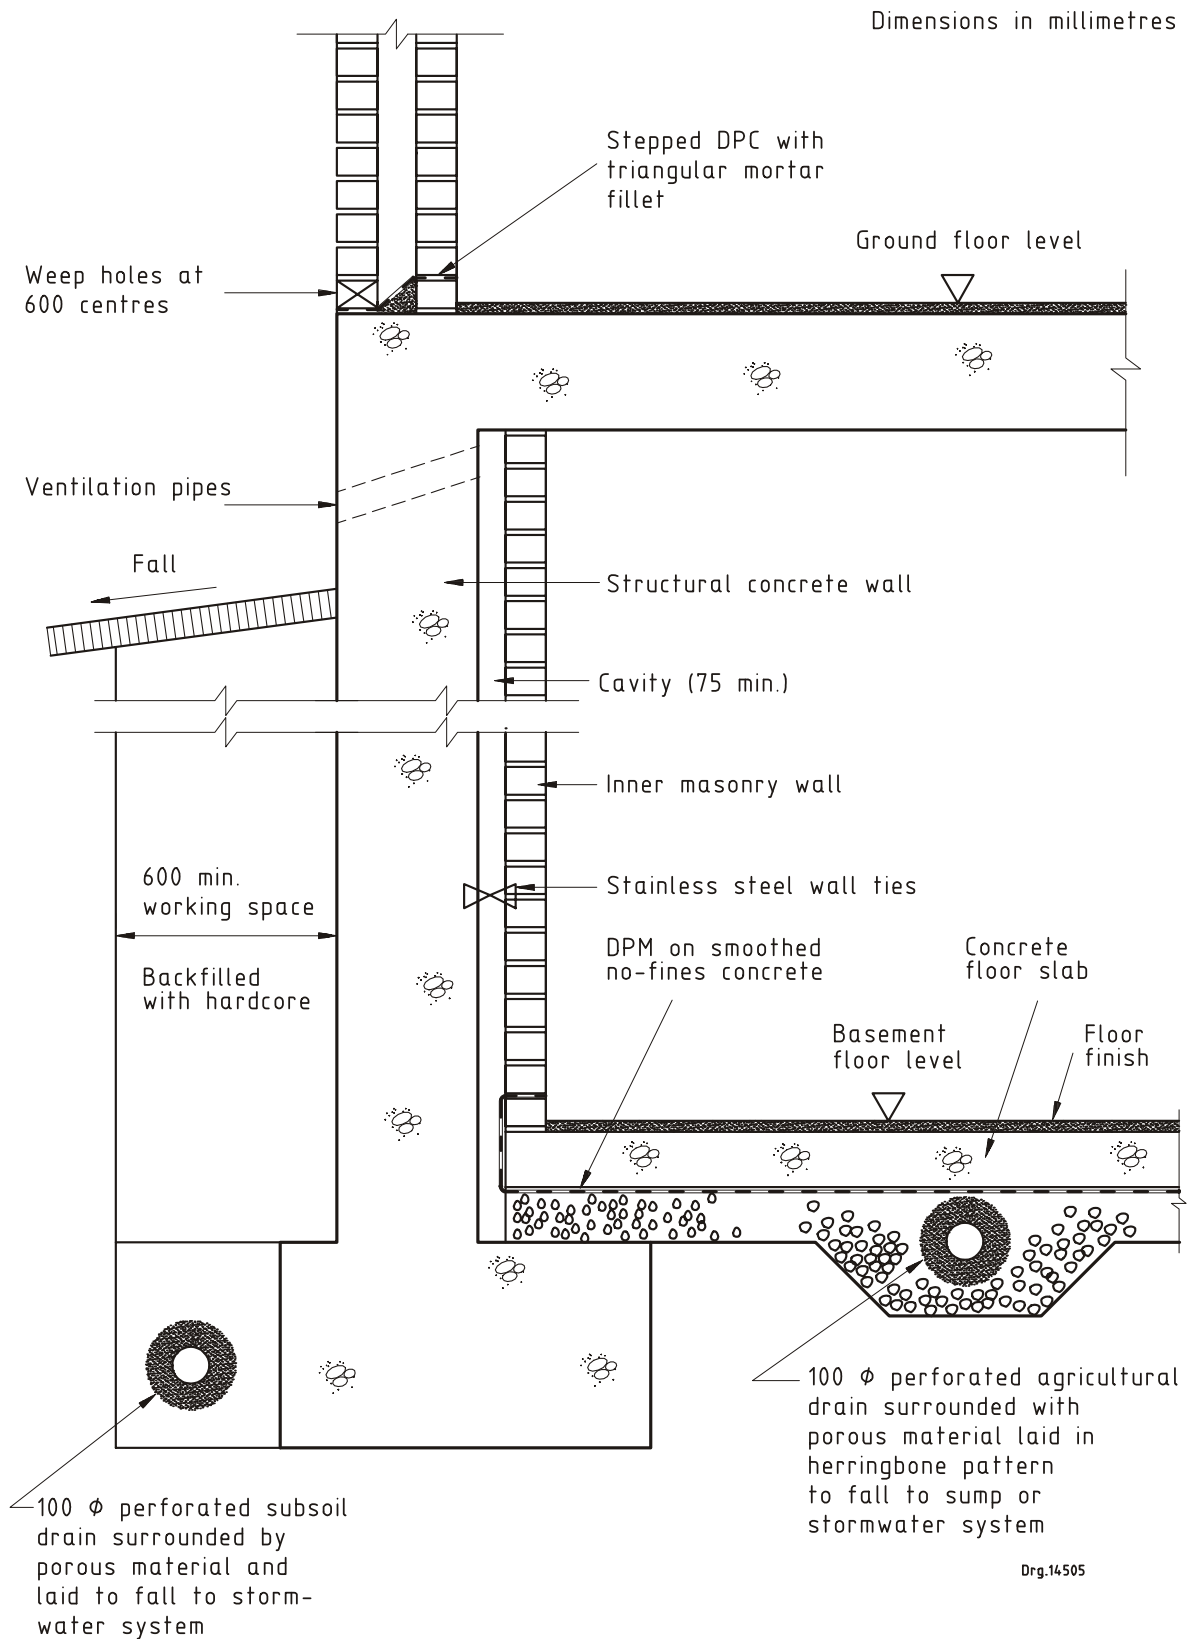 Dimensions in millimetres
Stepped DPC with
triangular mortar
fillet
Ground floor level
Weep holes at
600 centres
Ventilation pipes
Fall
Structural concrete wall
Cavity (75 min.)
Inner masonry wall
600 min.
working space
Stainless steel wall ties
DPM on smoothed
no-fines concrete
Concrete
floor slab
Backfilled
with hardcore
Basement
floor level
Floor
finish
100 Φ perforated agricultural
drain surrounded with
porous material laid in
herringbone pattern
to fall to sump or
stormwater system
100 Φ perforated subsoil
drain surrounded by
porous material and
laid to fall to storm-
water system
Drg.14505